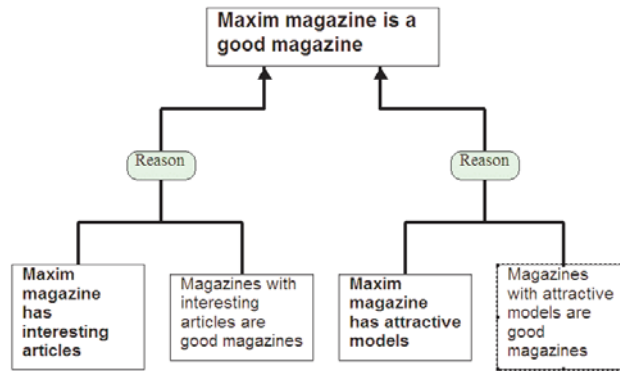 Maxim magazine is a
good magazine
Reason
Reason
Maxim
magazine
has
interesting
articles
Magazines with
interesting
articles are
good magazines
Maxim
magazine
has attractive
models
Magazines
with attractive
models are
good
magazines